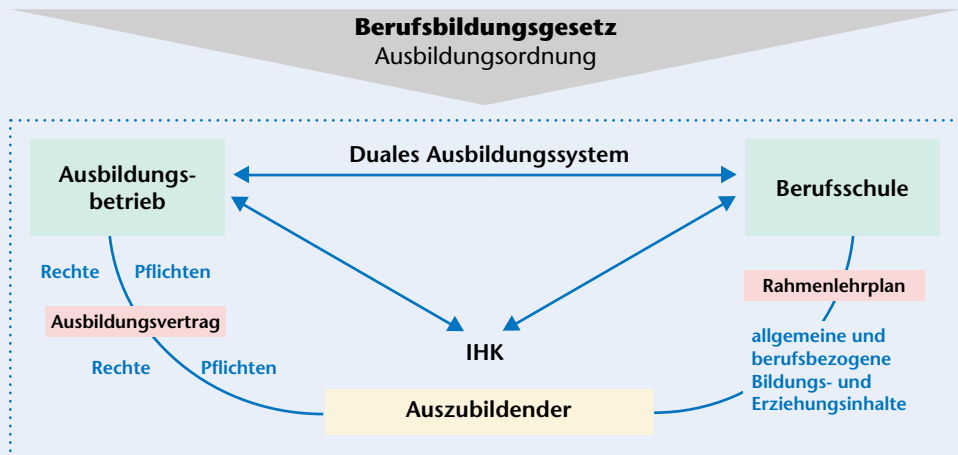 Berufsbildungsgesetz
Ausbildungsordnung
Duales Ausbildungssystem
Ausbildungs-
betrieb
Berufsschule
Rechte Pflichten
Ausbildungsvertrag
Rechte Pflichten
IHK
Rahmenlehrplan
allgemeine und
berufsbezogene
Bildungs- und
Erziehungsinhalte
Auszubildender